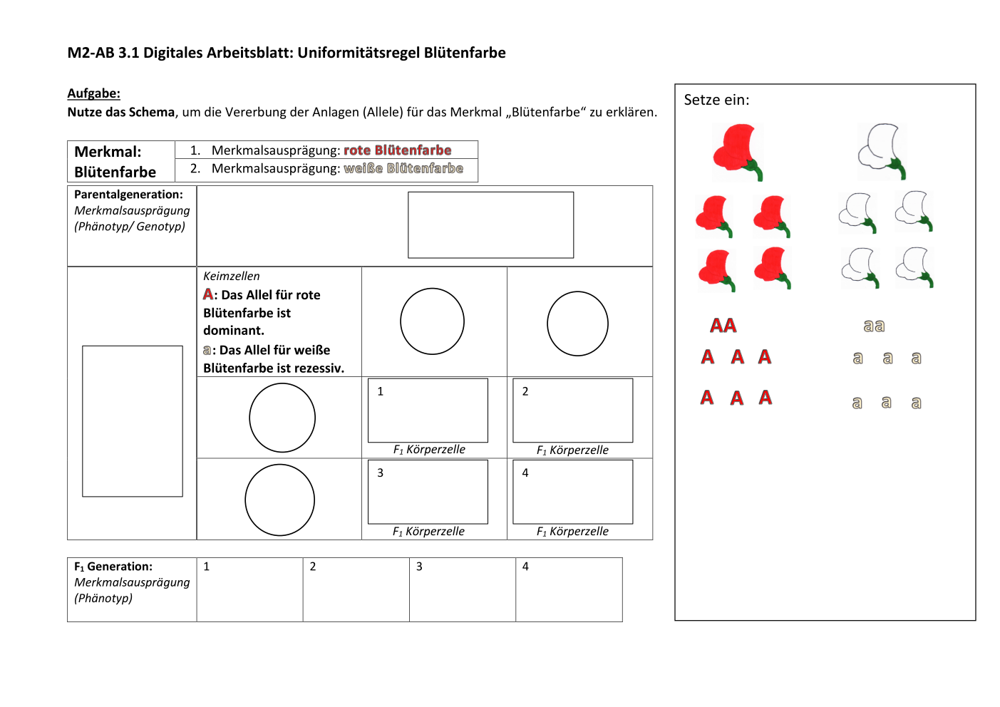 M2-AB 3.1 Digitales Arbeitsblatt: Uniformitätsregel Blütenfarbe
Aufgabe:
Nutze das Schema, um die Vererbung der Anlagen (Allele) für das Merkmal „Blütenfarbe“ zu erklären.
Merkmal:
Blütenfarbe
1. Merkmalsausprägung: rote Blütenfarbe
2. Merkmalsausprägung: weiße Blütenfarbe
Parentalgeneration:
Merkmalsausprägung
(Phänotyp/ Genotyp)
Keimzellen
A: Das Allel für rote
Blütenfarbe ist
dominant.
a: Das Allel für weiße
Blütenfarbe ist rezessiv.
1
F1 Körperzelle
2
F1 Körperzelle
3
F1 Körperzelle
4
F1 Körperzelle
F1 Generation:
Merkmalsausprägung
(Phänotyp)
1
2
3
4
Setze ein:
AA aa
A A A a a a
A A A a a a